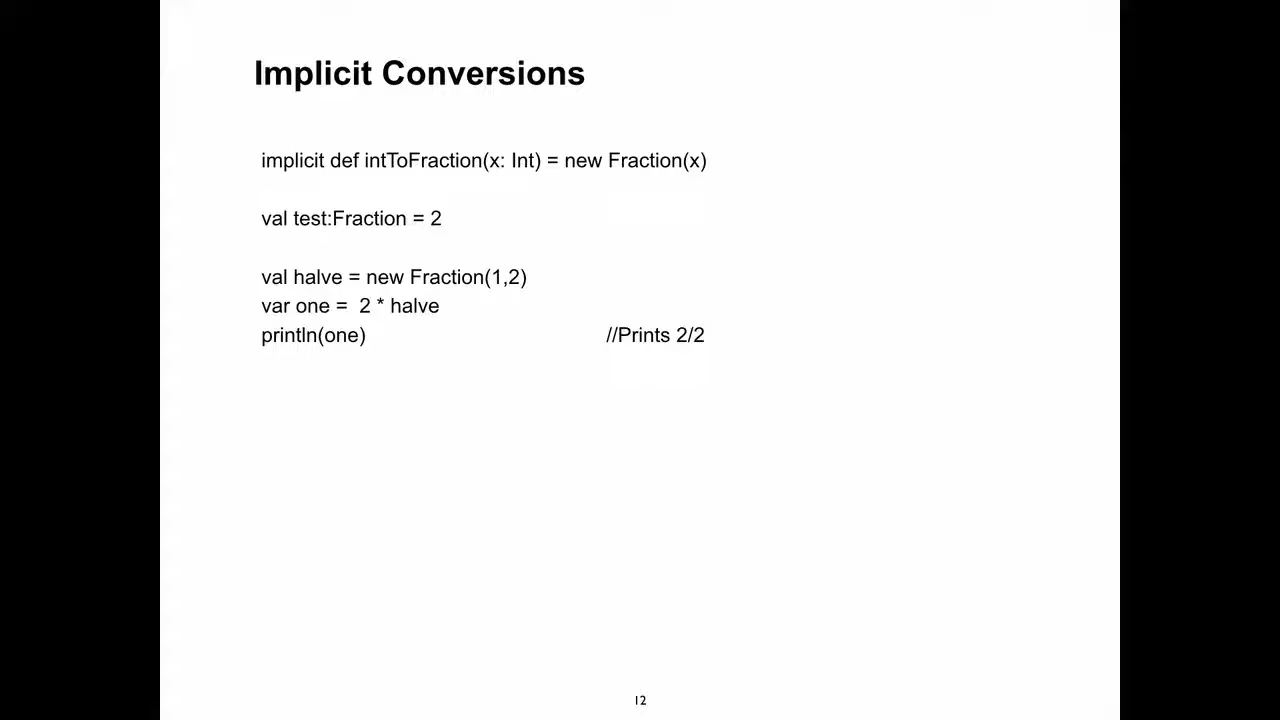 Implicit Conversions
implicit def intToFraction(x: Int) = new Fraction(x)
val test:Fraction = 2
val halve = new Fraction(1,2)
var one =  2 * halve
println(one) //Prints 2/2
12